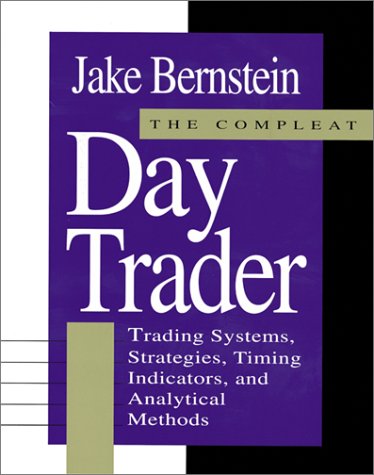 Jake Bernstein
THE COMPLEAT
Day
Trader
Trading Systems,
Strategies, Timing
Indicators, and
Analytical
Methods